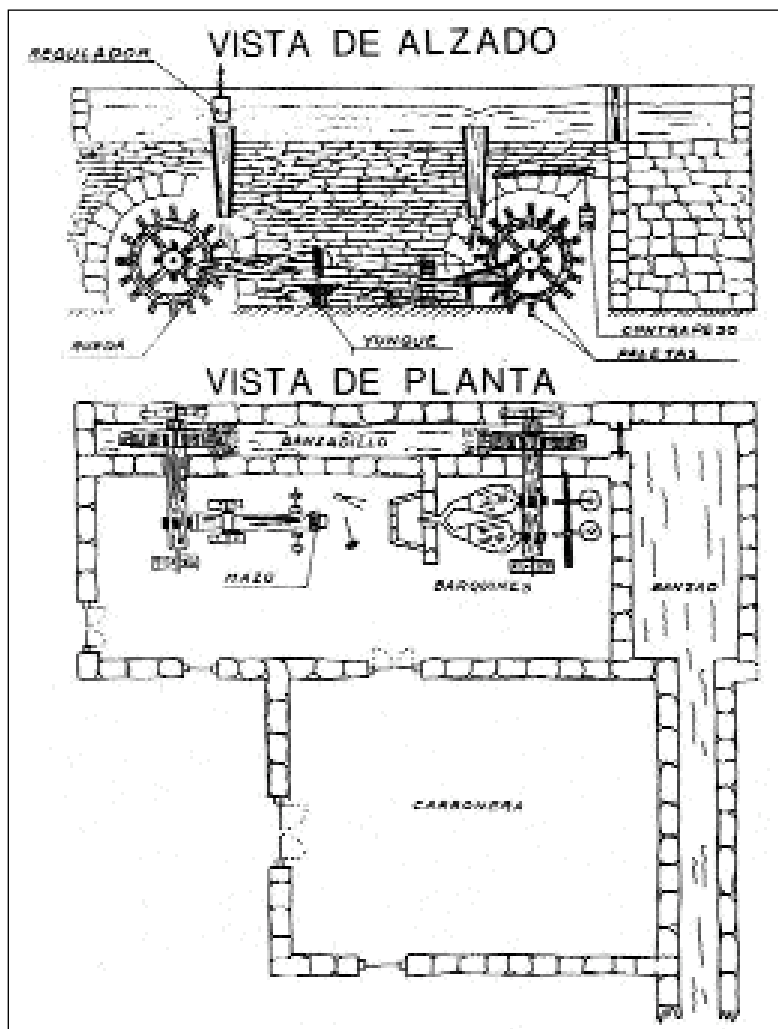 VISTA DE ALZADO
REGULADOR
CONTRAPESO
RUEDA
YUNQUE
PALETAS
VISTA DE PLANTA
BANZADILLO
MAZO
BARQUINES
BANZAO
CARBONERA